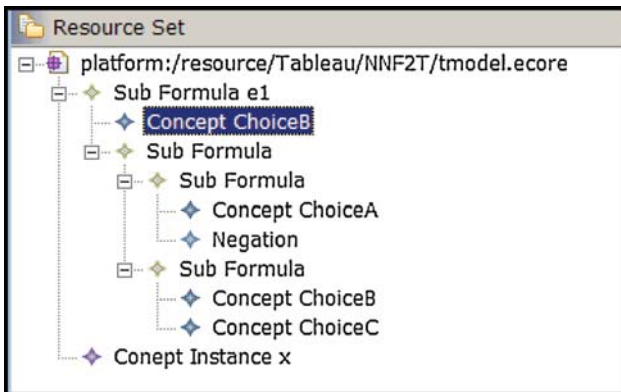 Resource Set
platform:/resource/Tableau/NNF2T/tmodel.ecore
Sub Formula e1
Concept ChoiceB
Sub Formula
Sub Formula
Concept ChoiceA
Negation
Sub Formula
Concept ChoiceB
Concept ChoiceC
Conept Instance x